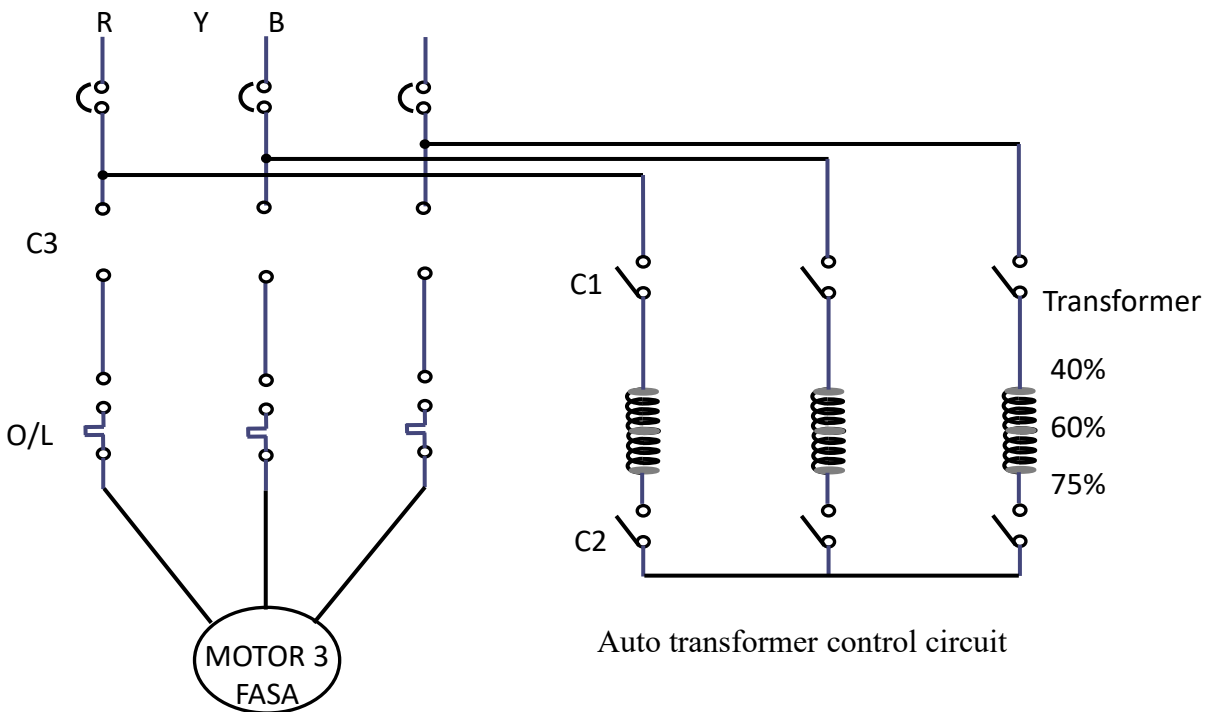 R Y B
C3
C1
Transformer
40%
O/L
60%
75%
C2
Auto transformer control circuit
MOTOR 3
FASA